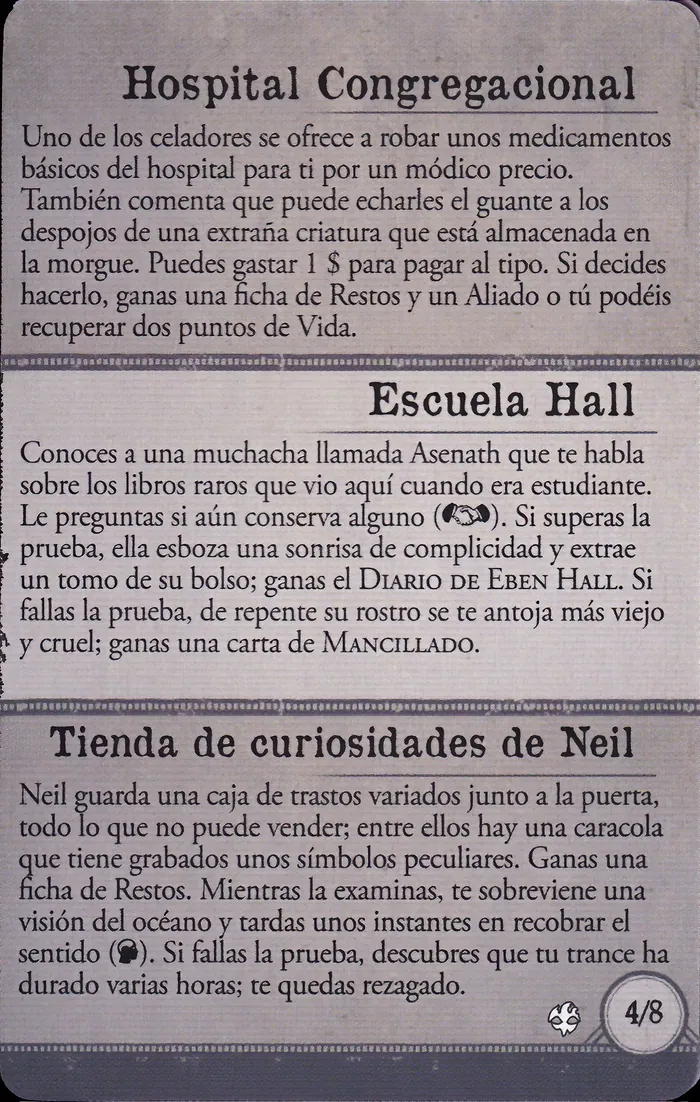 Hospital Congregacional
Uno de los celadores se ofrece a robar unos medicamentos
básicos del hospital para ti por un módico precio.
También comenta que puede echarles el guante a los
despojos de una extraña criatura que está almacenada en
la morgue. Puedes gastar 1 $ para pagar al tipo. Si decides
hacerlo, ganas una ficha de Restos y un Aliado o tú podéis
recuperar dos puntos de Vida.
Escuela Hall
Conoces a una muchacha llamada Asenath que te habla
sobre los libros raros que vio aquí cuando era estudiante.
Le preguntas si aún conserva alguno (). Si superas la
prueba, ella esboza una sonrisa de complicidad y extrae
un tomo de su bolso; ganas el DIARIO DE EBEN HALL. Si
fallas la prueba, de repente su rostro se te antoja más viejo
y cruel; ganas una carta de MANCILLADO.
Tienda de curiosidades de Neil
Neil guarda una caja de trastos variados junto a la puerta,
todo lo que no puede vender; entre ellos hay una caracola
que tiene grabados unos símbolos peculiares. Ganas una
ficha de Restos. Mientras la examinas, te sobreviene una
visión del océano y tardas unos instantes en recobrar el
sentido (). Si fallas la prueba, descubres que tu trance ha
durado varias horas; te quedas rezagado.
4/8